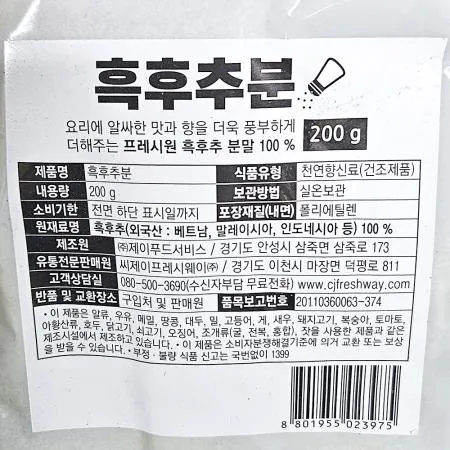 흑후추분
요리에 알싸한 맛과 향을 더욱 풍부하게
더해주는 프레시원 흑후추 분말 100 %
200 g
제품명 흑후추분 식품유형 천연향신료(건조제품)
내용량 200 g 보관방법 실온보관
소비기한 전면 하단 표시일까지 포장재질(내면) 폴리에틸렌
원재료명 흑후추(외국산 : 베트남, 말레이시아, 인도네시아 등) 100 %
제조원 ㈜제이푸드서비스 / 경기도 안성시 삼죽면 삼죽로 173
유통전문판매원 씨제이프레시웨이㈜ / 경기도 이천시 마장면 덕평로 811
고객상담실 080-500-3690(수신자부담 무료전화) www.cjfreshway.com
반품 및 교환장소 구입처 및 판매원 품목보고번호 20110360063-374
• 이 제품은 알류, 우유, 메밀, 땅콩, 대두, 밀, 고등어, 게, 새우, 돼지고기, 복숭아, 토마토,
아황산류, 호두, 닭고기, 쇠고기, 오징어, 조개류(굴, 전복, 홍합), 잣을 사용한 제품과 같은
제조시설에서 제조하고 있습니다. • 이 제품은 소비자분쟁해결기준에 의거 교환 또는 보상
을 받을 수 있습니다. • 부정 · 불량 식품 신고는 국번없이 1399
8 801955 023975